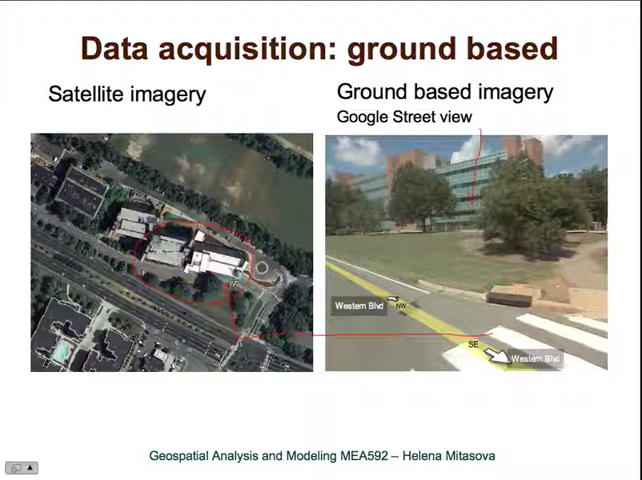 Data acquisition: ground based
Satellite imagery
Ground based imagery
Google Street view
Western Blvd
NW
SE
Western Blvd
Geospatial Analysis and Modeling MEA592 – Helena Mitasova